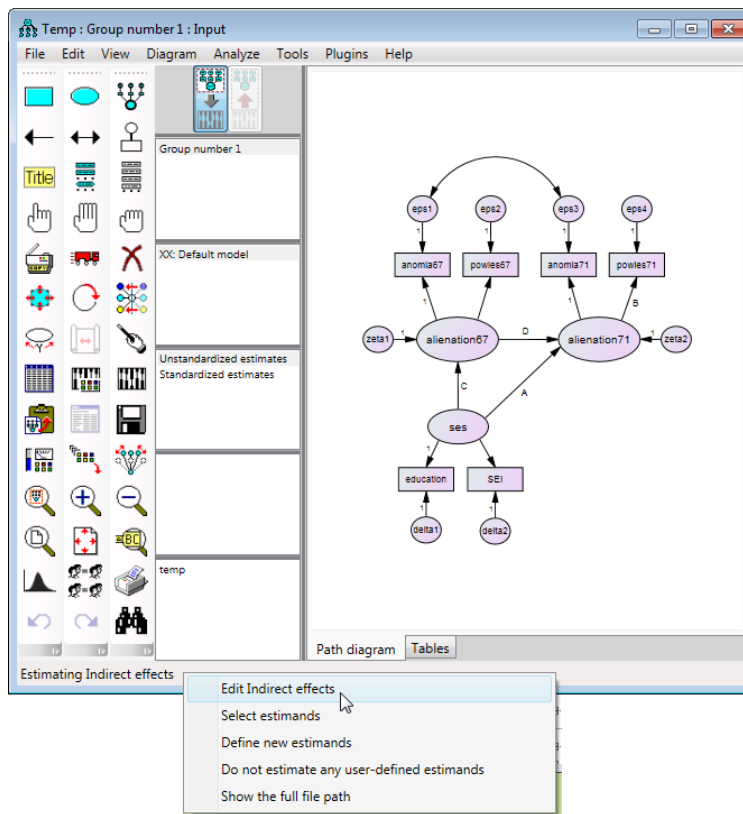 Temp : Group number 1 : Input
File Edit View Diagram Analyze Tools Plugins Help
Title
Group number 1
XX: Default model
Unstandardized estimates
Standardized estimates
temp
eps1 eps2 eps3 eps4
1 1 1 1
anomia67 powles67 anomia71 powles71
1 1 B
zeta1 1 alienation67 D alienation71 1 zeta2
C A
ses
1
education SEI
1 1
delta1 delta2
Path diagram Tables
Estimating Indirect effects
Edit Indirect effects
Select estimands
Define new estimands
Do not estimate any user-defined estimands
Show the full file path